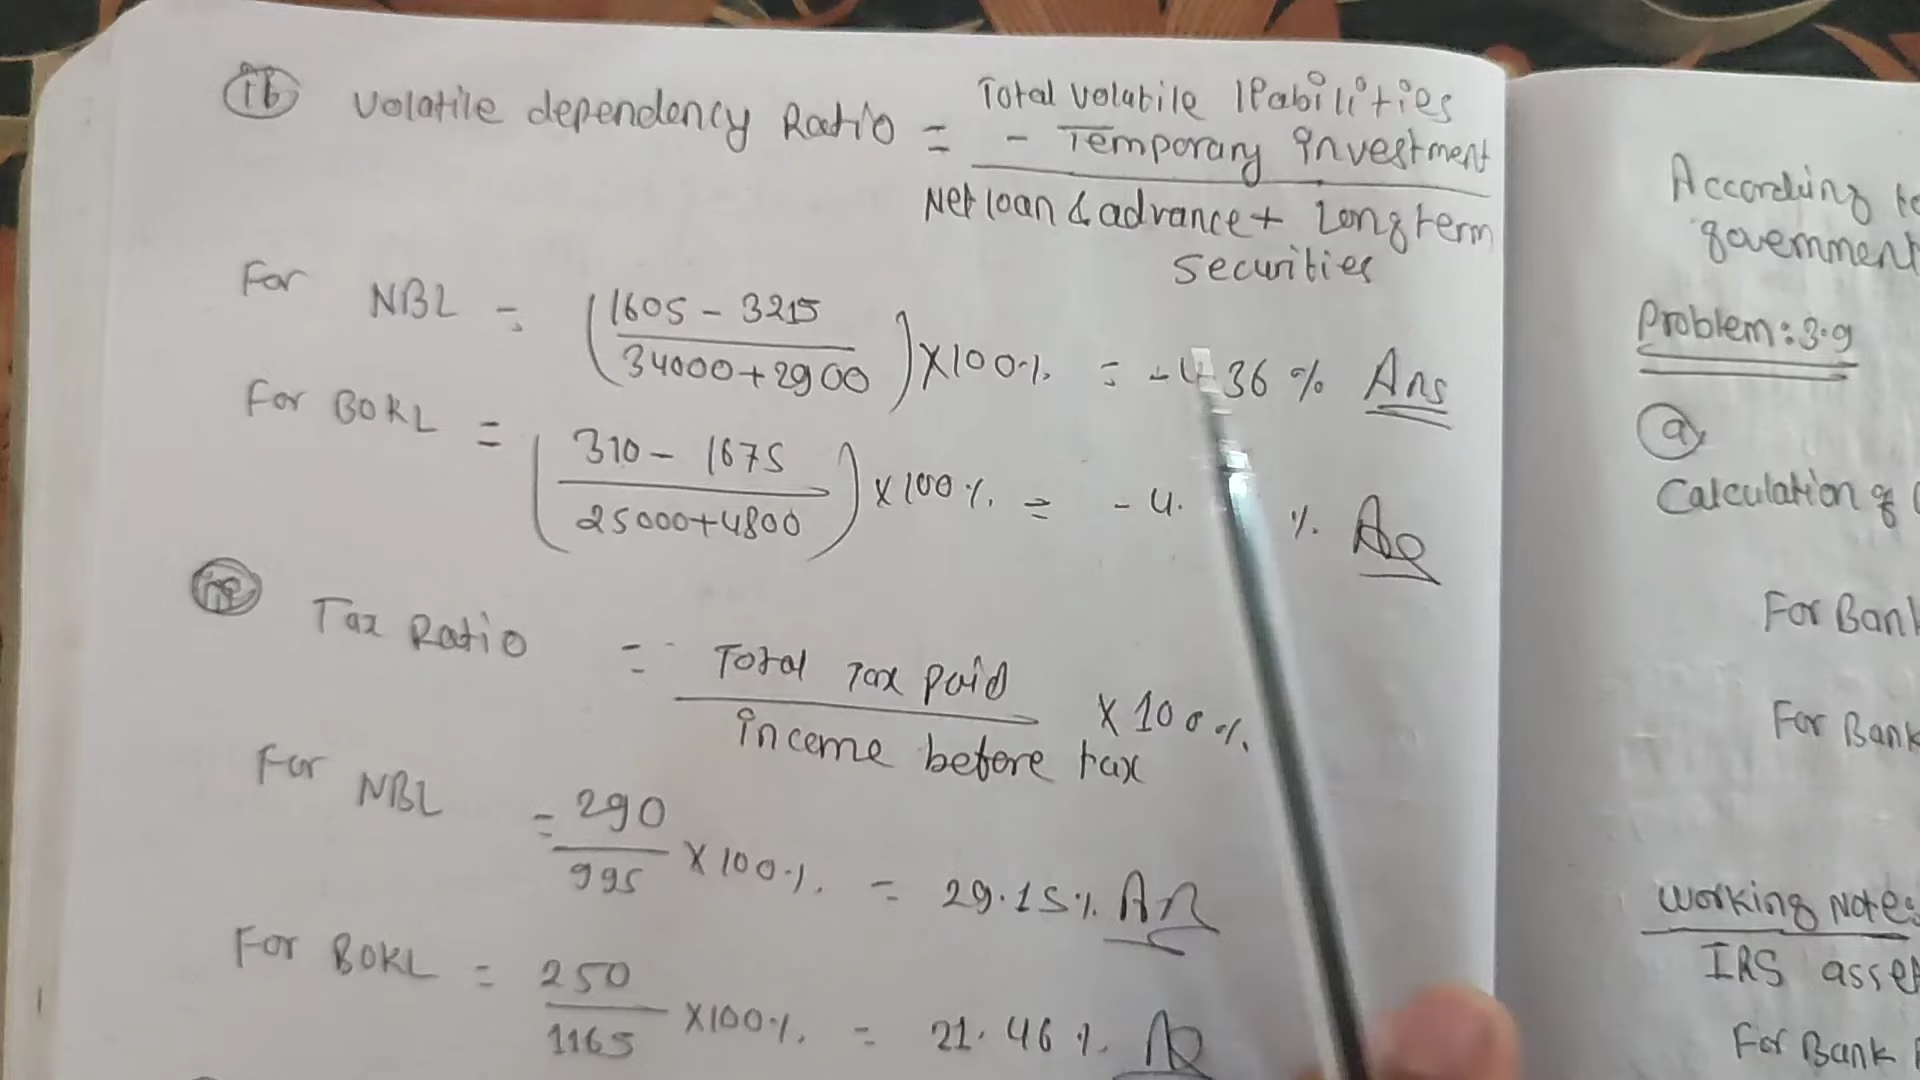 ib Volatile dependency Ratio = Total volatile liabilities
- Temporary investment
Net loan & advance + Long term
securities
For NBL = (1605 - 3215 / 34000+2900) × 100% = -4.36 % Ans
For BOKL = (310 - 1675 / 25000+4800) × 100% = -4. % Ans
Tax Ratio = Total Tax paid / income before tax × 100%
For NBL = 290 / 995 × 100% = 29.15% An
For BOKL = 250 / 1165 × 100% = 21.46 %
According to
government
Problem: 3.9
a
Calculation of
For Bank
For Bank
Working Notes
IRS asset
For Bank